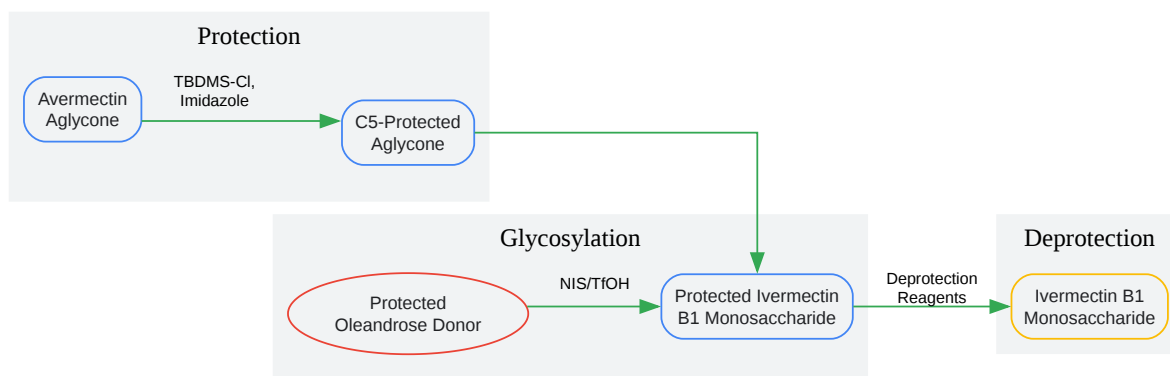 Protection
TBDMS-Cl,
Imidazole
Avermectin
Aglycone
C5-Protected
Aglycone
Glycosylation
Deprotection
NIS/TfOH
Deprotection
Reagents
Protected
Oleandrose Donor
Protected Ivermectin
B1 Monosaccharide
Ivermectin B1
Monosaccharide